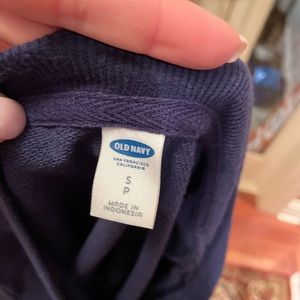 OLD NAVY
SAN FRANCISCO
CALIFORNIA
S
P
MADE IN
INDONESIA